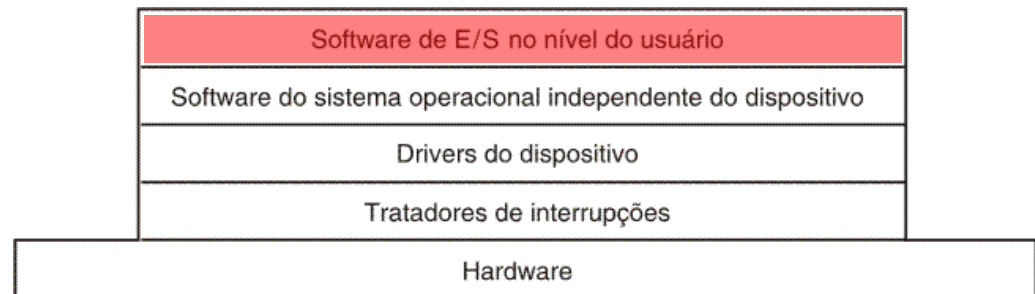 Software de E/S no nível do usuário
Software do sistema operacional independente do dispositivo
Drivers do dispositivo
Tratadores de interrupções
Hardware